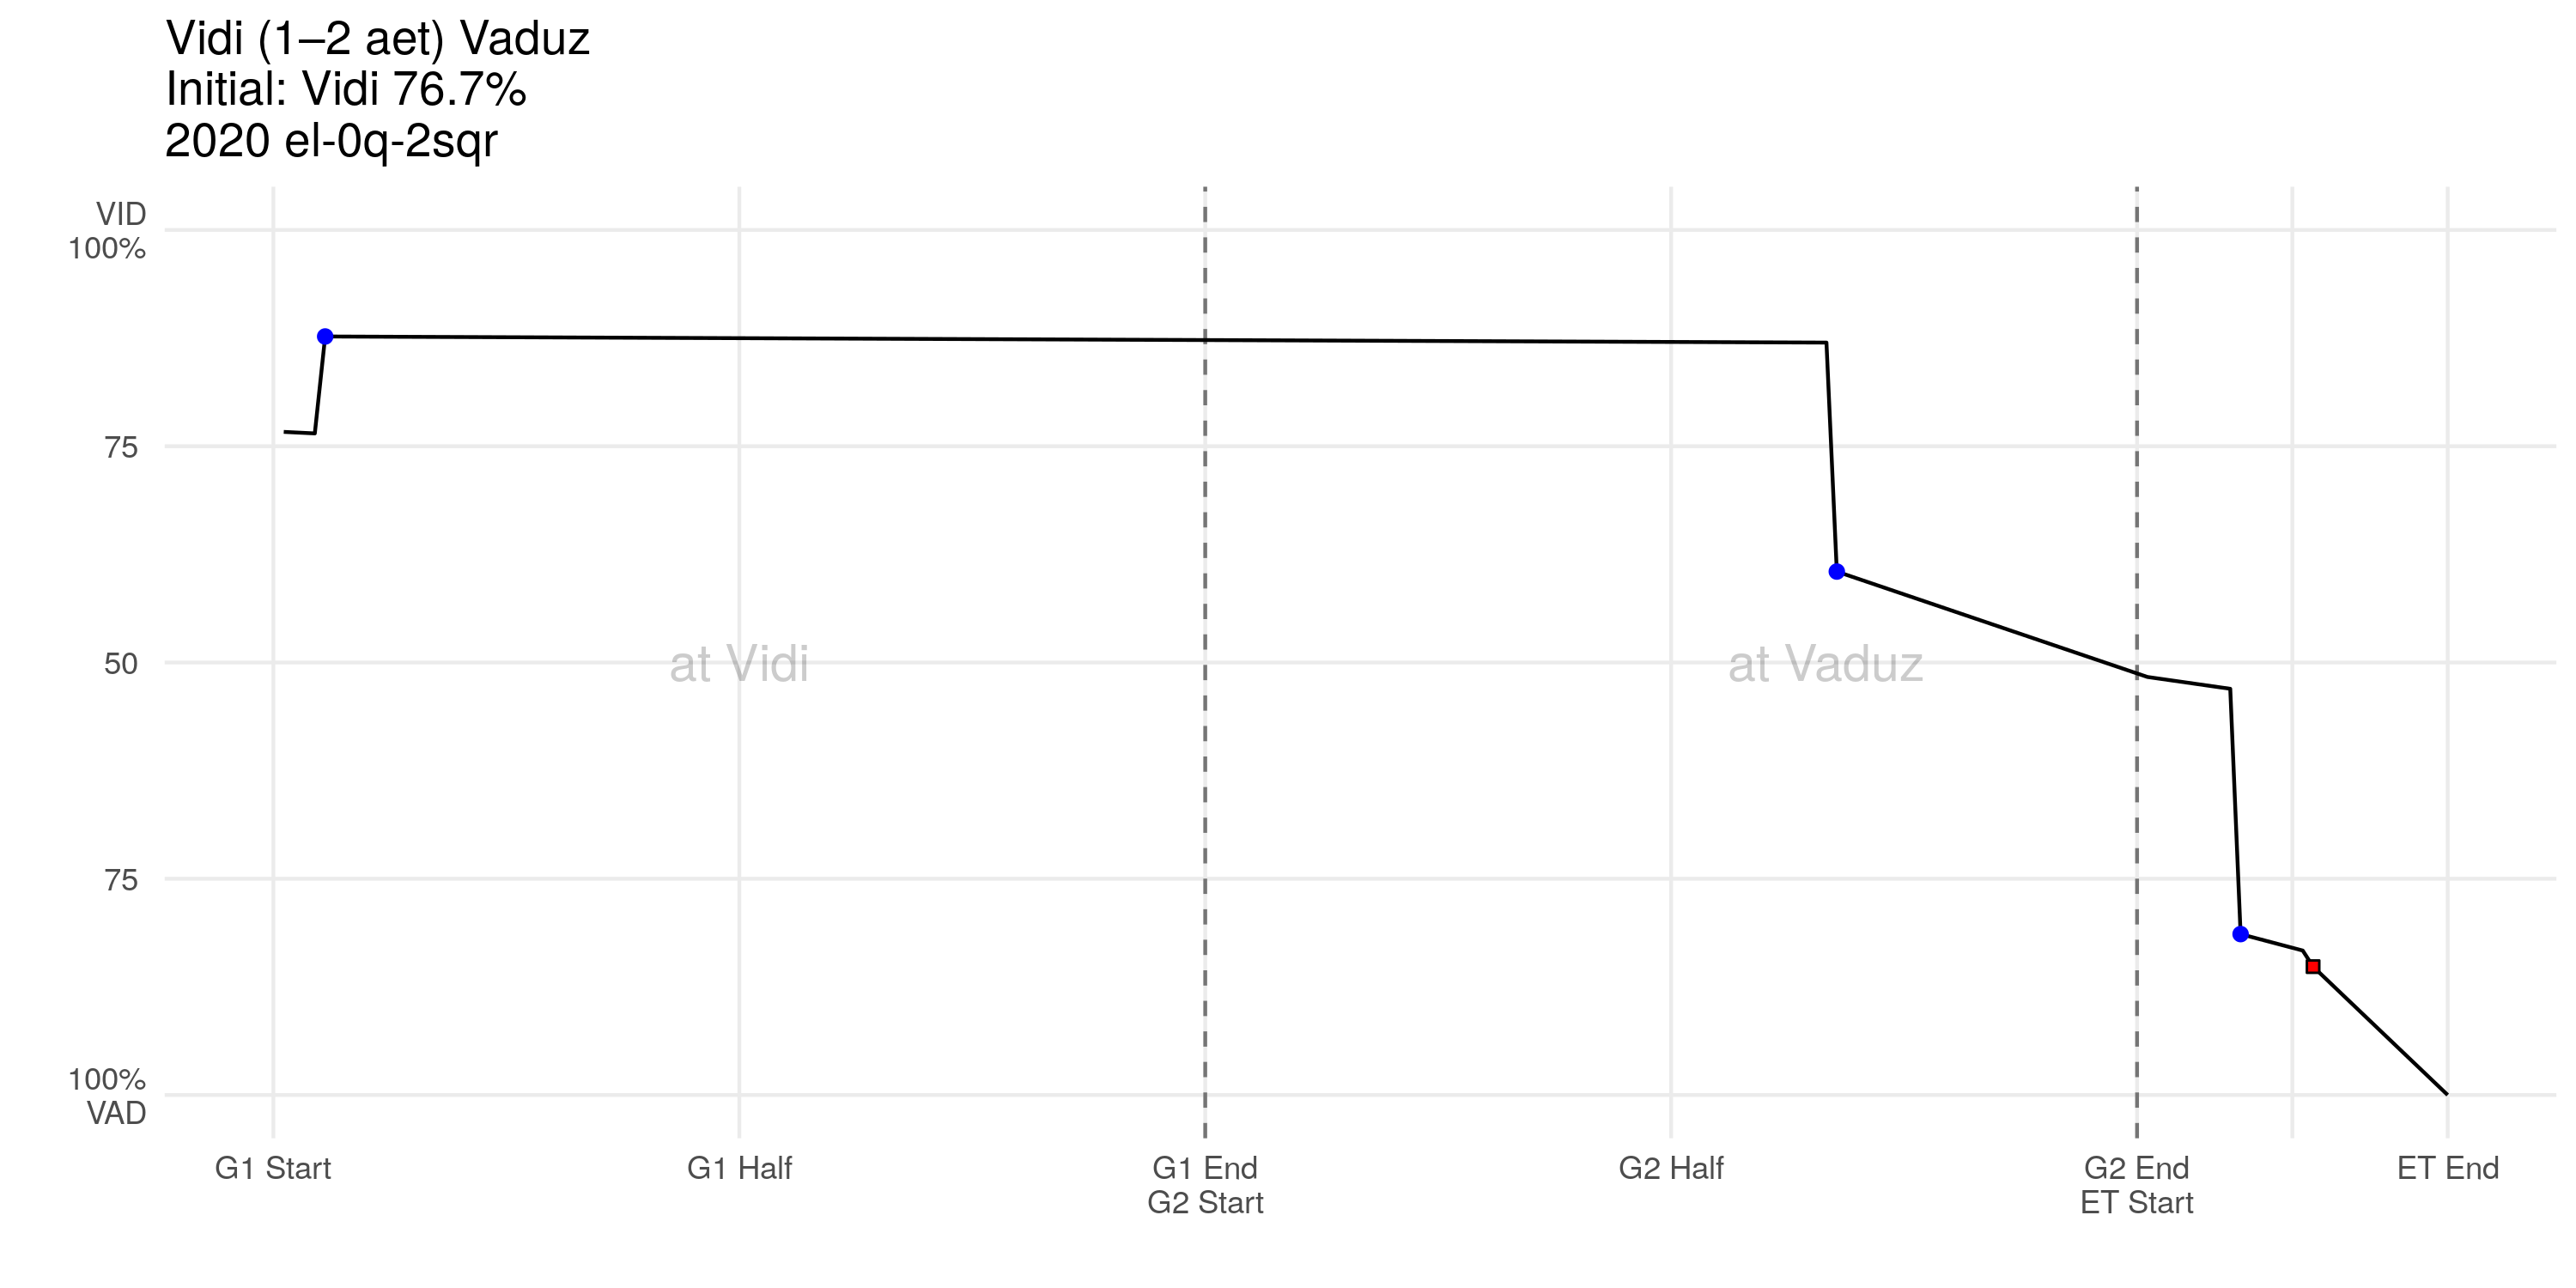 Vidi (1–2 aet) Vaduz
Initial: Vidi 76.7%
2020 el-0q-2sqr
VID
100%
75
50
75
100%
VAD
at Vidi
at Vaduz
G1 Start
G1 Half
G1 End
G2 Start
G2 Half
G2 End
ET Start
ET End